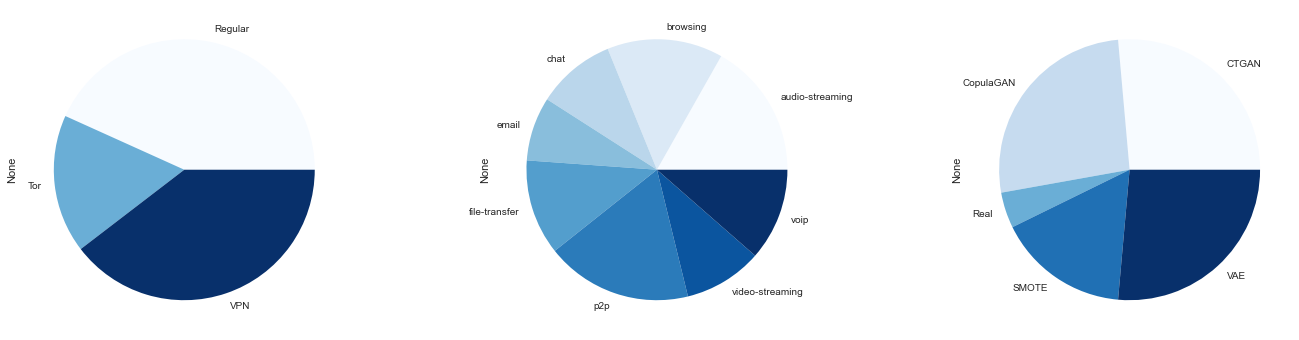 None
Regular
Tor
VPN
None
browsing
chat
audio-streaming
email
file-transfer
voip
video-streaming
p2p
None
CTGAN
CopulaGAN
Real
SMOTE
VAE